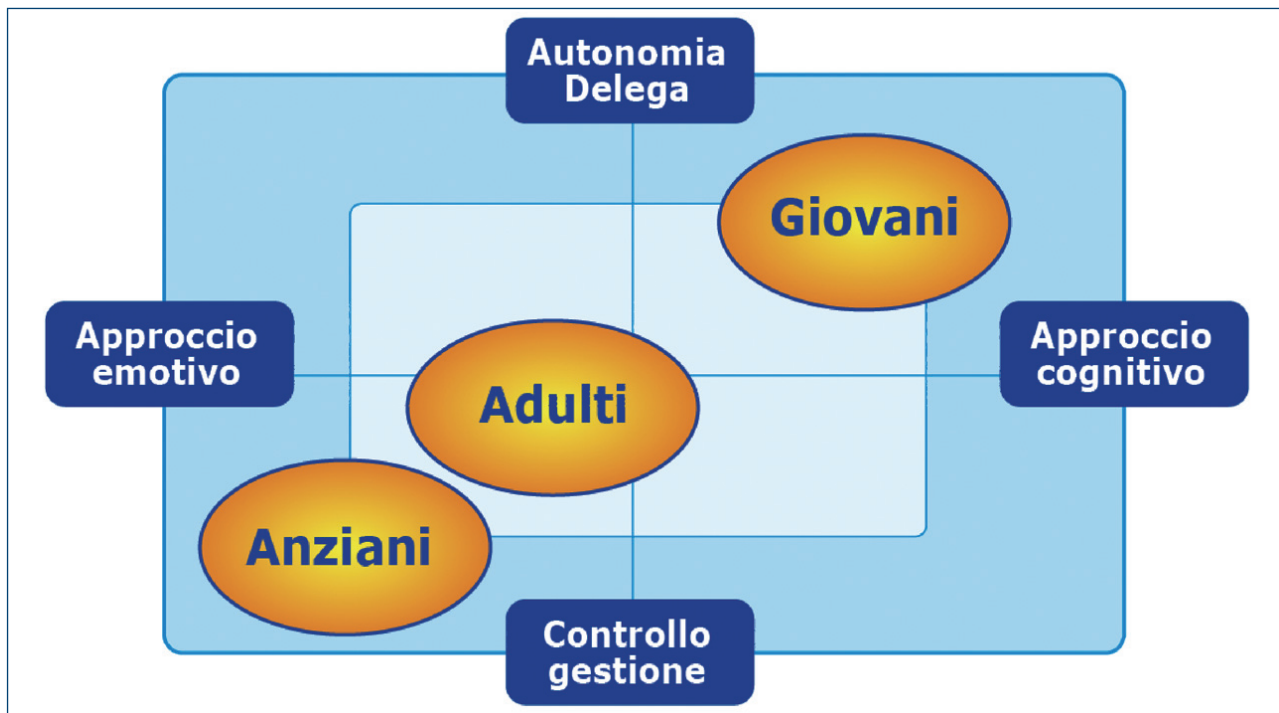 Autonomia
Delega
Giovani
Approccio
emotivo
Approccio
cognitivo
Adulti
Anziani
Controllo
gestione